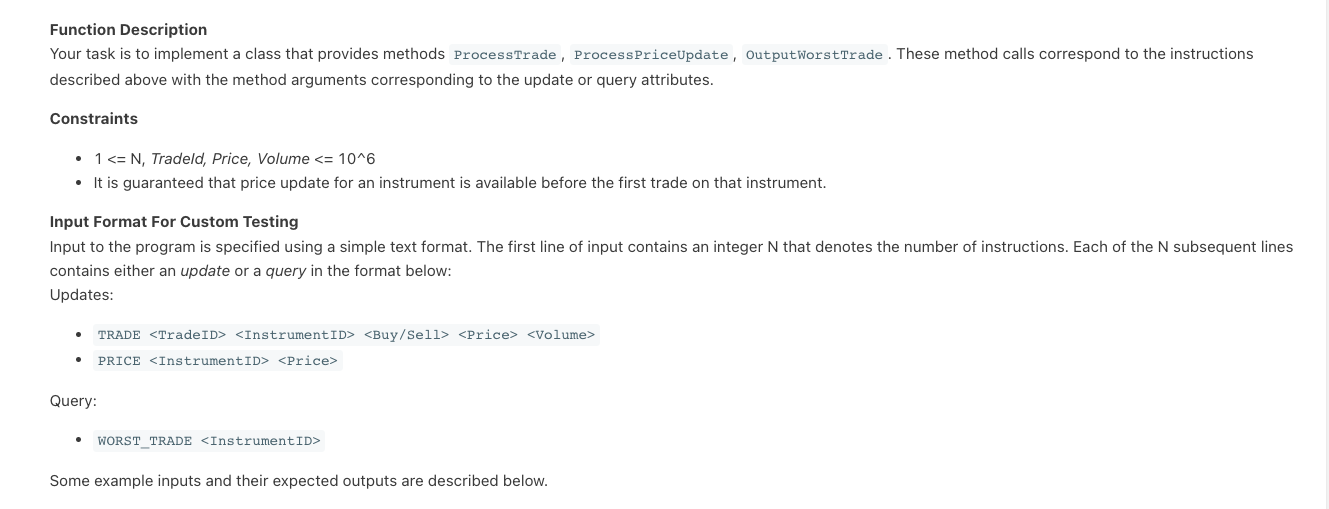 Function Description
Your task is to implement a class that provides methods ProcessTrade, ProcessPriceUpdate, OutputWorstTrade. These method calls correspond to the instructions
described above with the method arguments corresponding to the update or query attributes.
Constraints
• 1 <= N, TradeId, Price, Volume <= 10^6
• It is guaranteed that price update for an instrument is available before the first trade on that instrument.
Input Format For Custom Testing
Input to the program is specified using a simple text format. The first line of input contains an integer N that denotes the number of instructions. Each of the N subsequent lines
contains either an update or a query in the format below:
Updates:
• TRADE <TradeID> <InstrumentID> <Buy/Sell> <Price> <Volume>
• PRICE <InstrumentID> <Price>
Query:
• WORST_TRADE <InstrumentID>
Some example inputs and their expected outputs are described below.